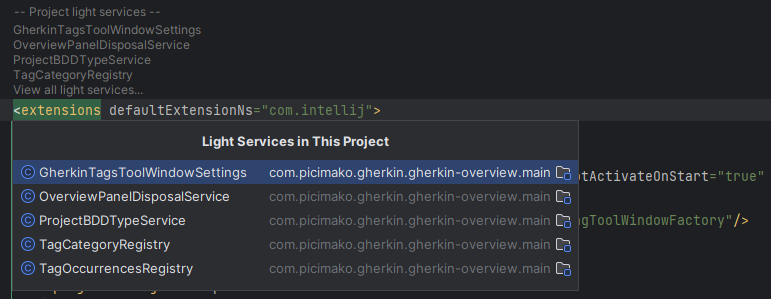 -- Project light services --
GherkinTagsToolWindowSettings
OverviewPanelDisposalService
ProjectBDDTypeService
TagCategoryRegistry
View all light services...
<extensions defaultExtensionNs="com.intellij">
Light Services in This Project
GherkinTagsToolWindowSettings com.picimako.gherkin.gherkin-overview.main
otActivateOnStart="true"
OverviewPanelDisposalService com.picimako.gherkin.gherkin-overview.main
ProjectBDDTypeService com.picimako.gherkin.gherkin-overview.main
agToolWindowFactory"/>
TagCategoryRegistry com.picimako.gherkin.gherkin-overview.main
TagOccurrencesRegistry com.picimako.gherkin.gherkin-overview.main